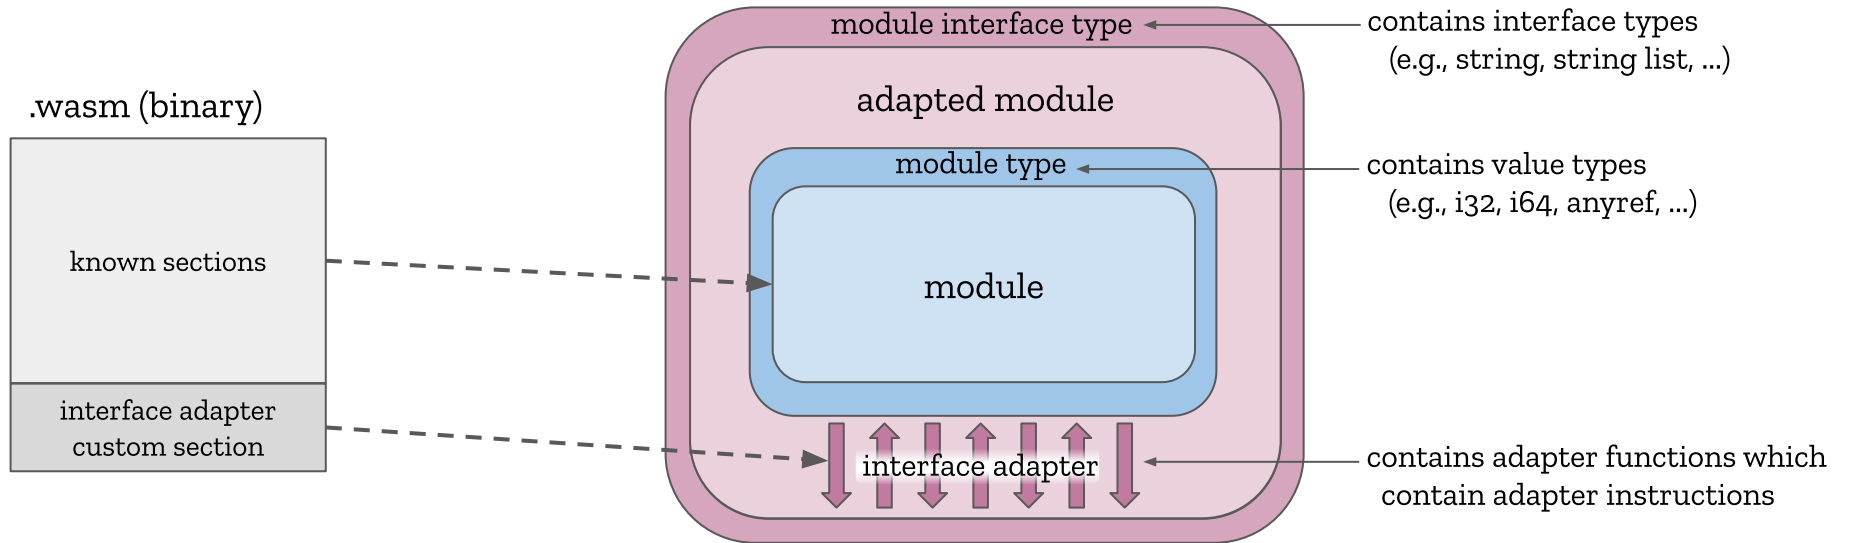 module interface type
contains interface types
(e.g., string, string list, ...)
.wasm (binary)
adapted module
module type
contains value types
(e.g., i32, i64, anyref, ...)
known sections
module
interface adapter
custom section
interface adapter
contains adapter functions which
contain adapter instructions